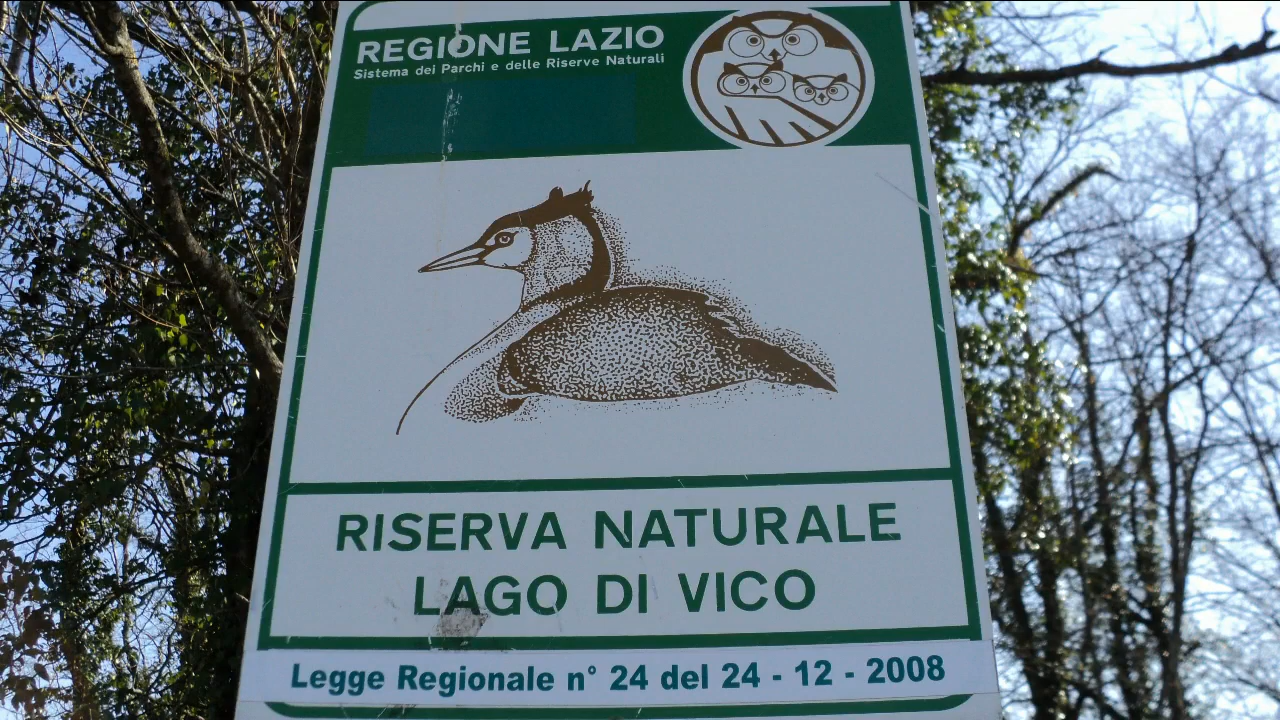 REGIONE LAZIO
Sistema dei Parchi e delle Riserve Naturali
RISERVA NATURALE
LAGO DI VICO
Legge Regionale n° 24 del 24 - 12 - 2008